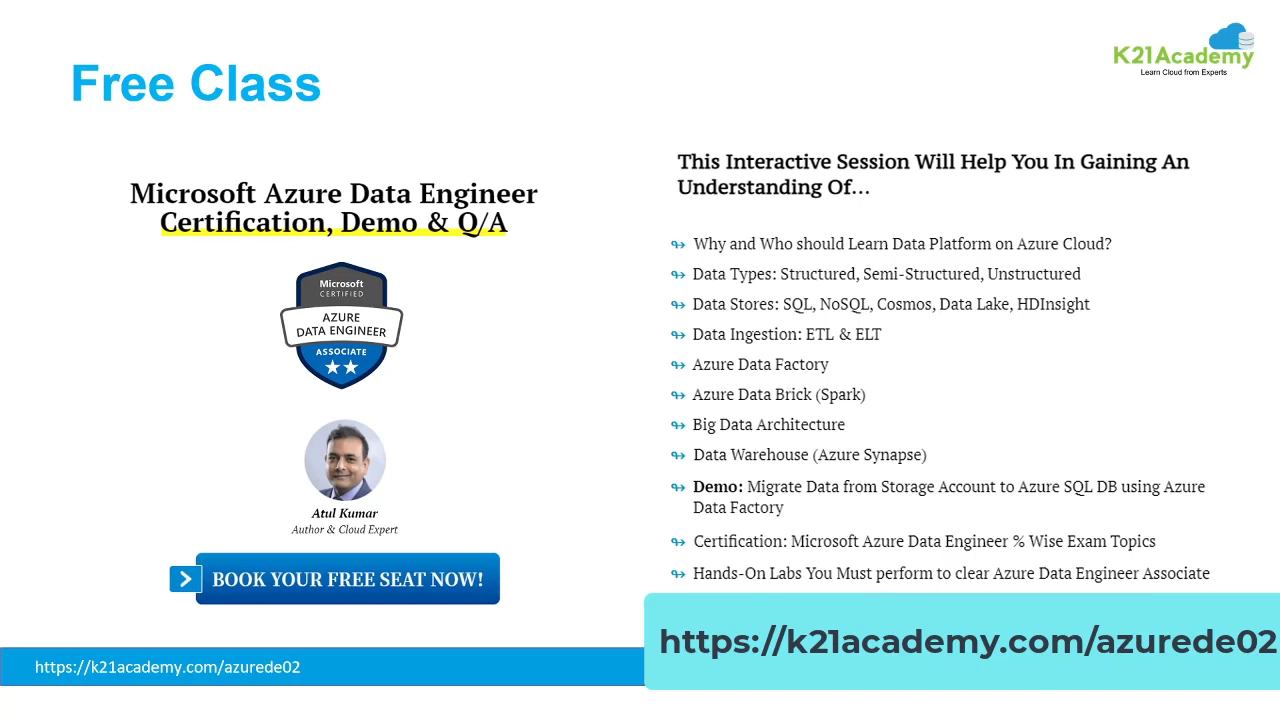 K21Academy
Learn Cloud from Experts
Free Class
Microsoft Azure Data Engineer
Certification, Demo & Q/A
Microsoft
CERTIFIED
AZURE
DATA ENGINEER
ASSOCIATE
Atul Kumar
Author & Cloud Expert
BOOK YOUR FREE SEAT NOW!
This Interactive Session Will Help You In Gaining An
Understanding Of...
Why and Who should Learn Data Platform on Azure Cloud?
Data Types: Structured, Semi-Structured, Unstructured
Data Stores: SQL, NoSQL, Cosmos, Data Lake, HDInsight
Data Ingestion: ETL & ELT
Azure Data Factory
Azure Data Brick (Spark)
Big Data Architecture
Data Warehouse (Azure Synapse)
Demo: Migrate Data from Storage Account to Azure SQL DB using Azure
Data Factory
Certification: Microsoft Azure Data Engineer % Wise Exam Topics
Hands-On Labs You Must perform to clear Azure Data Engineer Associate
https://k21academy.com/azurede02
https://k21academy.com/azurede02